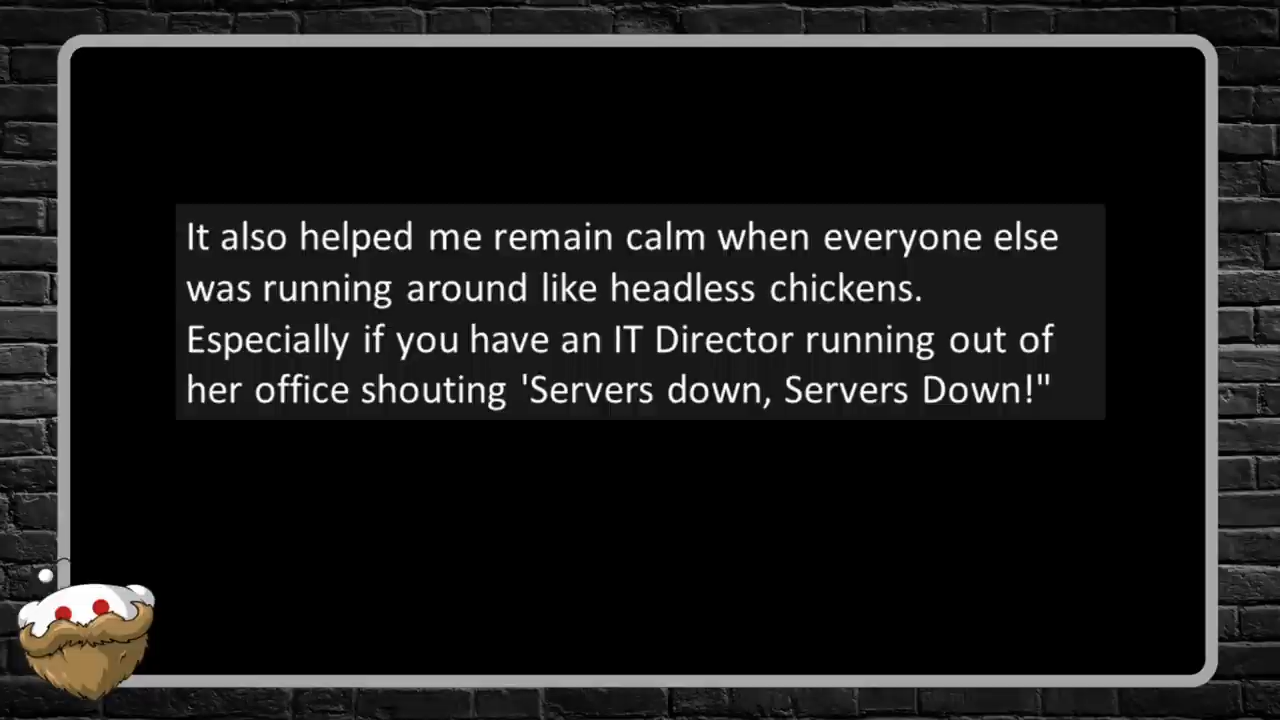 It also helped me remain calm when everyone else
was running around like headless chickens.
Especially if you have an IT Director running out of
her office shouting 'Servers down, Servers Down!"